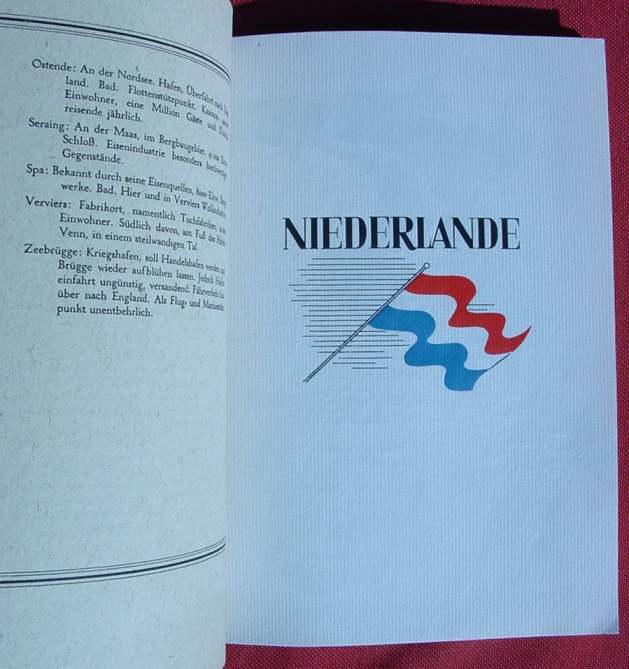 Ostende: An der Nordsee. Hafen, Überfahrt nach
land. Bad. Flottenstützpunkt.
Einwohner, eine Million Gäste und
reisende jährlich.
Seraing: An der Maas, im Bergbaugebiet,
Schloß. Eisenindustrie besonders
Gegenstände.
Spa: Bekannt durch seine Eisenquellen, 8000
werke. Bad. Hier und in Verviers
Verviers: Fabrikort, namentlich Tuchfabriken,
Einwohner. Südlich davon, am Fuß des
Venn, in einem steilwandigen Tal
Zeebrügge: Kriegshafen, soll Handelshafen werden und
Brügge wieder aufblühen lassen. Jedoch
einfahrt ungünstig, versandend.
über nach England. Als Flug- und
punkt unentbehrlich.
NIEDERLANDE